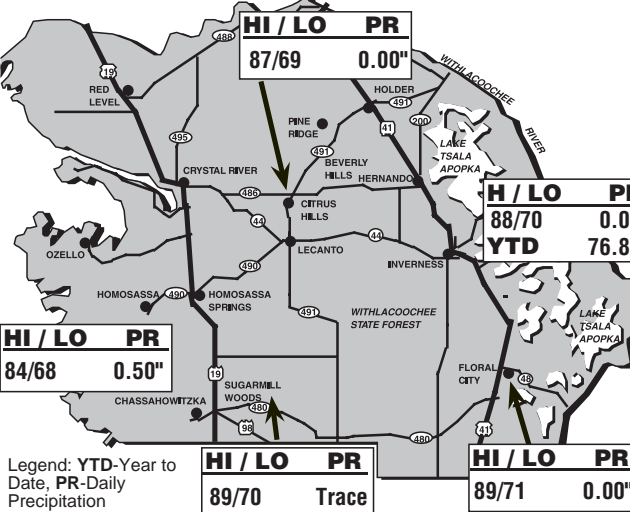 HI / LO PR
87/69 0.00"
488
19
RED
LEVEL
HOLDER
491
WITHLACOOCHEE
RIVER
PINE
RIDGE
41
200
495
491
LAKE
TSALA
APOPKA
BEVERLY
HILLS
HERNANDO
CRYSTAL RIVER
486
H / LO
88/70 0.0
YTD 76.8
CITRUS
HILLS
44
44
LECANTO
OZELLO
INVERNESS
490
HOMOSASSA
490
HOMOSASSA
SPRINGS
491
WITHLACOOCHEE
STATE FOREST
LAKE
TSALA
APOPKA
HI / LO PR
84/68 0.50"
19
SUGARMILL
WOODS
FLORAL
CITY
48
CHASSAHOWITZKA
480
98
480
41
Legend: YTD-Year to
Date, PR-Daily
Precipitation
HI / LO PR
89/70 Trace
HI / LO PR
89/71 0.00"